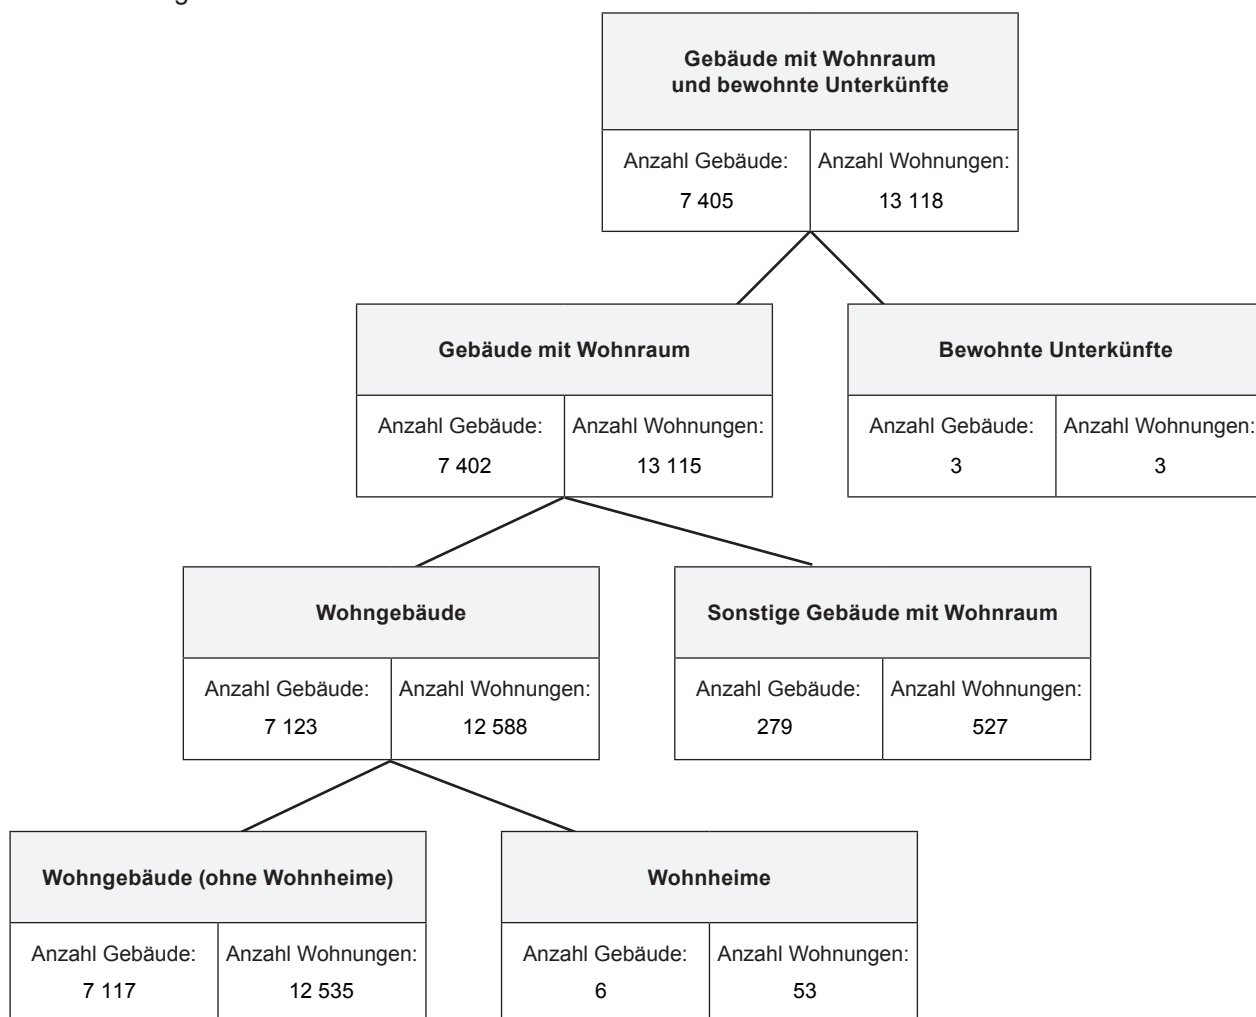 Gebäude mit Wohnraum
und bewohnte Unterkünfte
Anzahl Gebäude: Anzahl Wohnungen:
7 405 13 118
Gebäude mit Wohnraum Bewohnte Unterkünfte
Anzahl Gebäude: Anzahl Wohnungen: Anzahl Gebäude: Anzahl Wohnungen:
7 402 13 115 3 3
Wohngebäude Sonstige Gebäude mit Wohnraum
Anzahl Gebäude: Anzahl Wohnungen: Anzahl Gebäude: Anzahl Wohnungen:
7 123 12 588 279 527
Wohngebäude (ohne Wohnheime) Wohnheime
Anzahl Gebäude: Anzahl Wohnungen: Anzahl Gebäude: Anzahl Wohnungen:
7 117 12 535 6 53